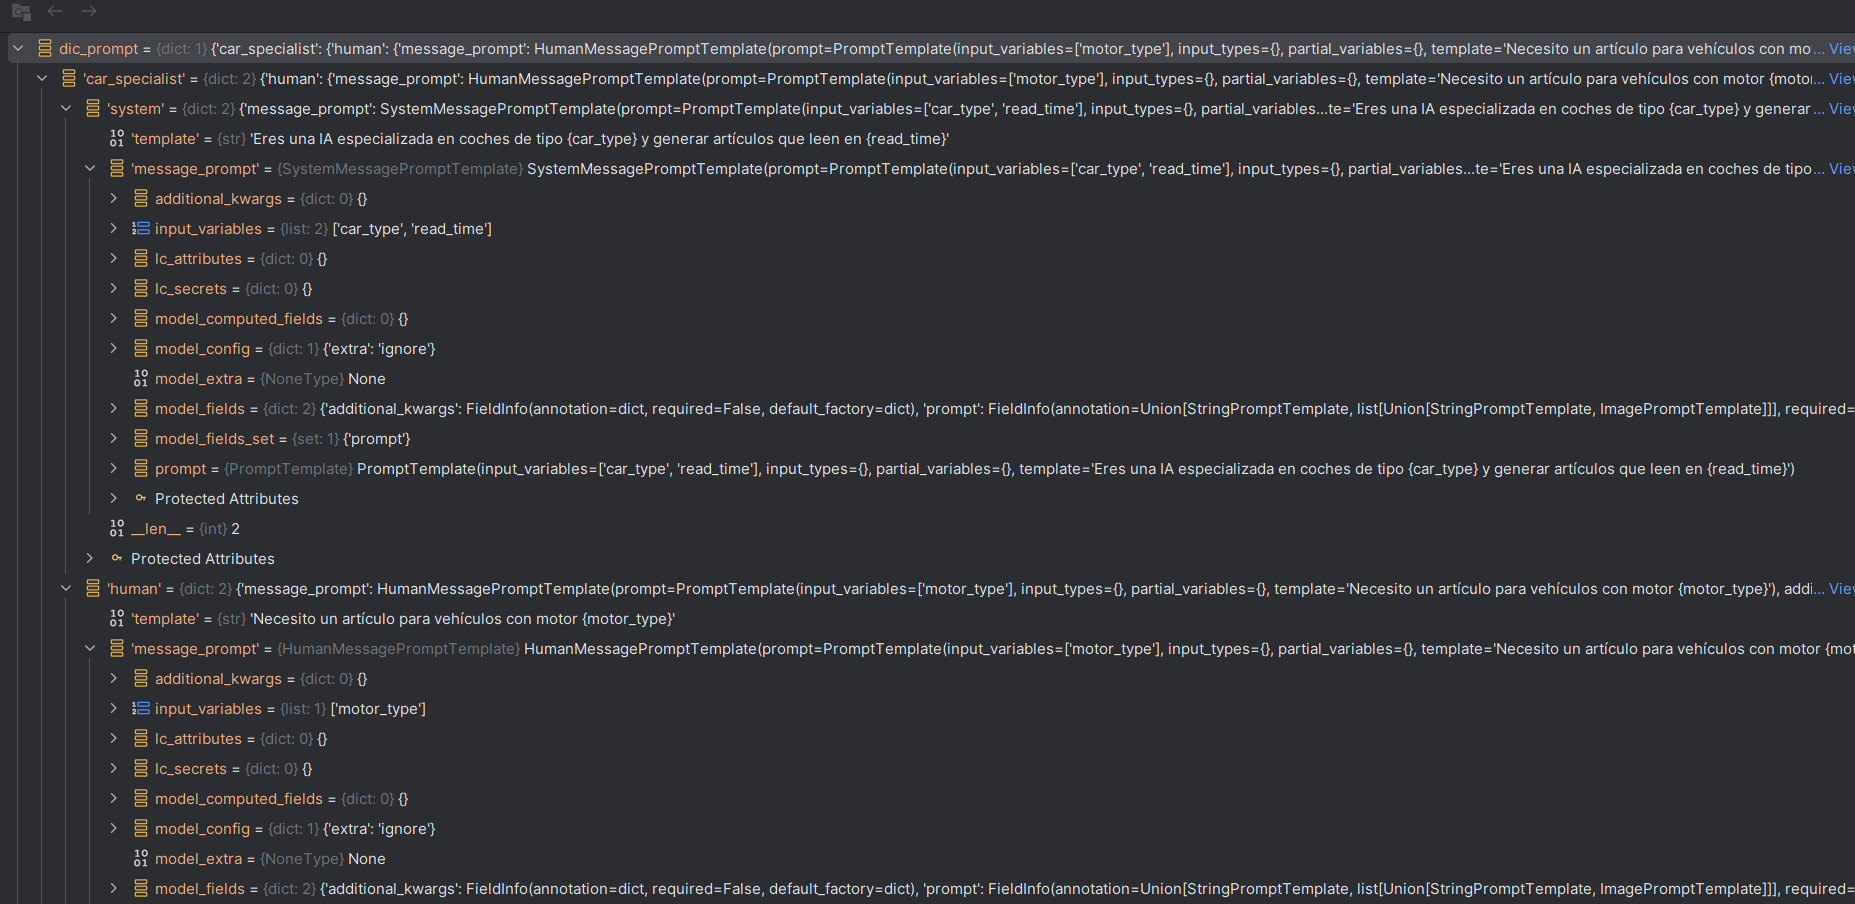 dic_prompt = {dict: 1} {'car_specialist': {'human': {'message_prompt': HumanMessagePromptTemplate(prompt=PromptTemplate(input_variables=['motor_type'], input_types={}, partial_variables={}, template='Necesito un artículo para vehículos con mo... View
'car_specialist' = {dict: 2} {'human': {'message_prompt': HumanMessagePromptTemplate(prompt=PromptTemplate(input_variables=['motor_type'], input_types={}, partial_variables={}, template='Necesito un artículo para vehículos con motor {motor... View
'system' = {dict: 2} {'message_prompt': SystemMessagePromptTemplate(prompt=PromptTemplate(input_variables=['car_type', 'read_time'], input_types={}, partial_variables...te='Eres una IA especializada en coches de tipo {car_type} y generar ... View
'template' = {str} 'Eres una IA especializada en coches de tipo {car_type} y generar artículos que leen en {read_time}'
'message_prompt' = {SystemMessagePromptTemplate} SystemMessagePromptTemplate(prompt=PromptTemplate(input_variables=['car_type', 'read_time'], input_types={}, partial_variables...te='Eres una IA especializada en coches de tipo... View
additional_kwargs = {dict: 0} {}
input_variables = {list: 2} ['car_type', 'read_time']
lc_attributes = {dict: 0} {}
lc_secrets = {dict: 0} {}
model_computed_fields = {dict: 0} {}
model_config = {dict: 1} {'extra': 'ignore'}
model_extra = {NoneType} None
model_fields = {dict: 2} {'additional_kwargs': FieldInfo(annotation=dict, required=False, default_factory=dict), 'prompt': FieldInfo(annotation=Union[StringPromptTemplate, list[Union[StringPromptTemplate, ImagePromptTemplate]]], required=
model_fields_set = {set: 1} {'prompt'}
prompt = {PromptTemplate} PromptTemplate(input_variables=['car_type', 'read_time'], input_types={}, partial_variables={}, template='Eres una IA especializada en coches de tipo {car_type} y generar artículos que leen en {read_time}')
Protected Attributes
__len__ = {int} 2
Protected Attributes
'human' = {dict: 2} {'message_prompt': HumanMessagePromptTemplate(prompt=PromptTemplate(input_variables=['motor_type'], input_types={}, partial_variables={}, template='Necesito un artículo para vehículos con motor {motor_type}'), addi... View
'template' = {str} 'Necesito un artículo para vehículos con motor {motor_type}'
'message_prompt' = {HumanMessagePromptTemplate} HumanMessagePromptTemplate(prompt=PromptTemplate(input_variables=['motor_type'], input_types={}, partial_variables={}, template='Necesito un artículo para vehículos con motor {mot
additional_kwargs = {dict: 0} {}
input_variables = {list: 1} ['motor_type']
lc_attributes = {dict: 0} {}
lc_secrets = {dict: 0} {}
model_computed_fields = {dict: 0} {}
model_config = {dict: 1} {'extra': 'ignore'}
model_extra = {NoneType} None
model_fields = {dict: 2} {'additional_kwargs': FieldInfo(annotation=dict, required=False, default_factory=dict), 'prompt': FieldInfo(annotation=Union[StringPromptTemplate, list[Union[StringPromptTemplate, ImagePromptTemplate]]], required=